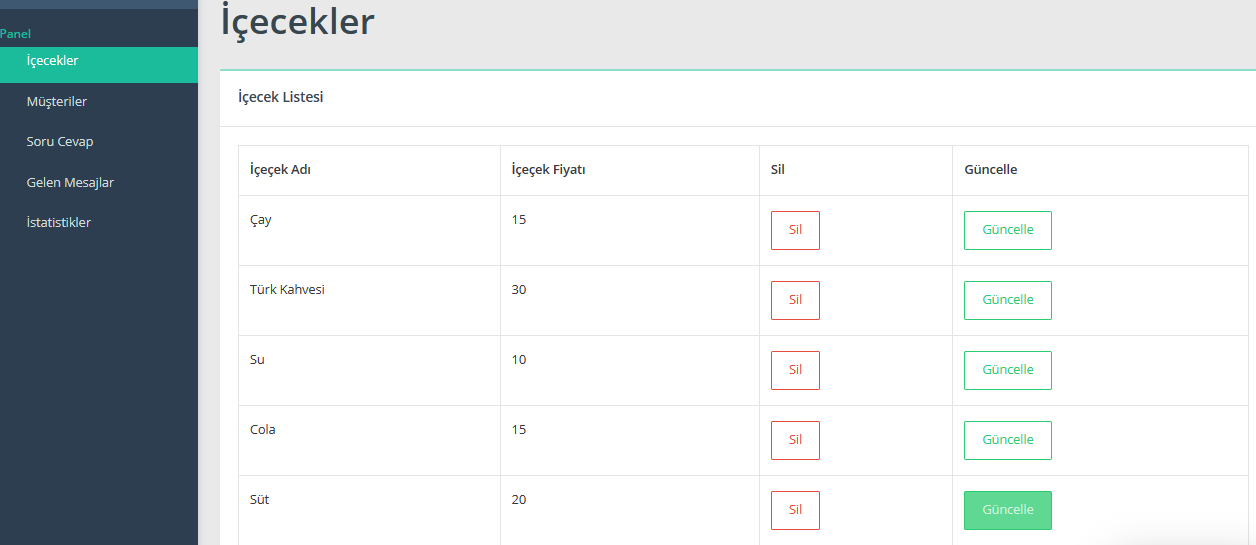 İçecekler
Panel
İçecekler
Müşteriler
Soru Cevap
Gelen Mesajlar
İstatistikler
İçecek Listesi
İçeçek Adı İçeçek Fiyatı Sil Güncelle
Çay 15 Sil Güncelle
Türk Kahvesi 30 Sil Güncelle
Su 10 Sil Güncelle
Cola 15 Sil Güncelle
Süt 20 Sil Güncelle